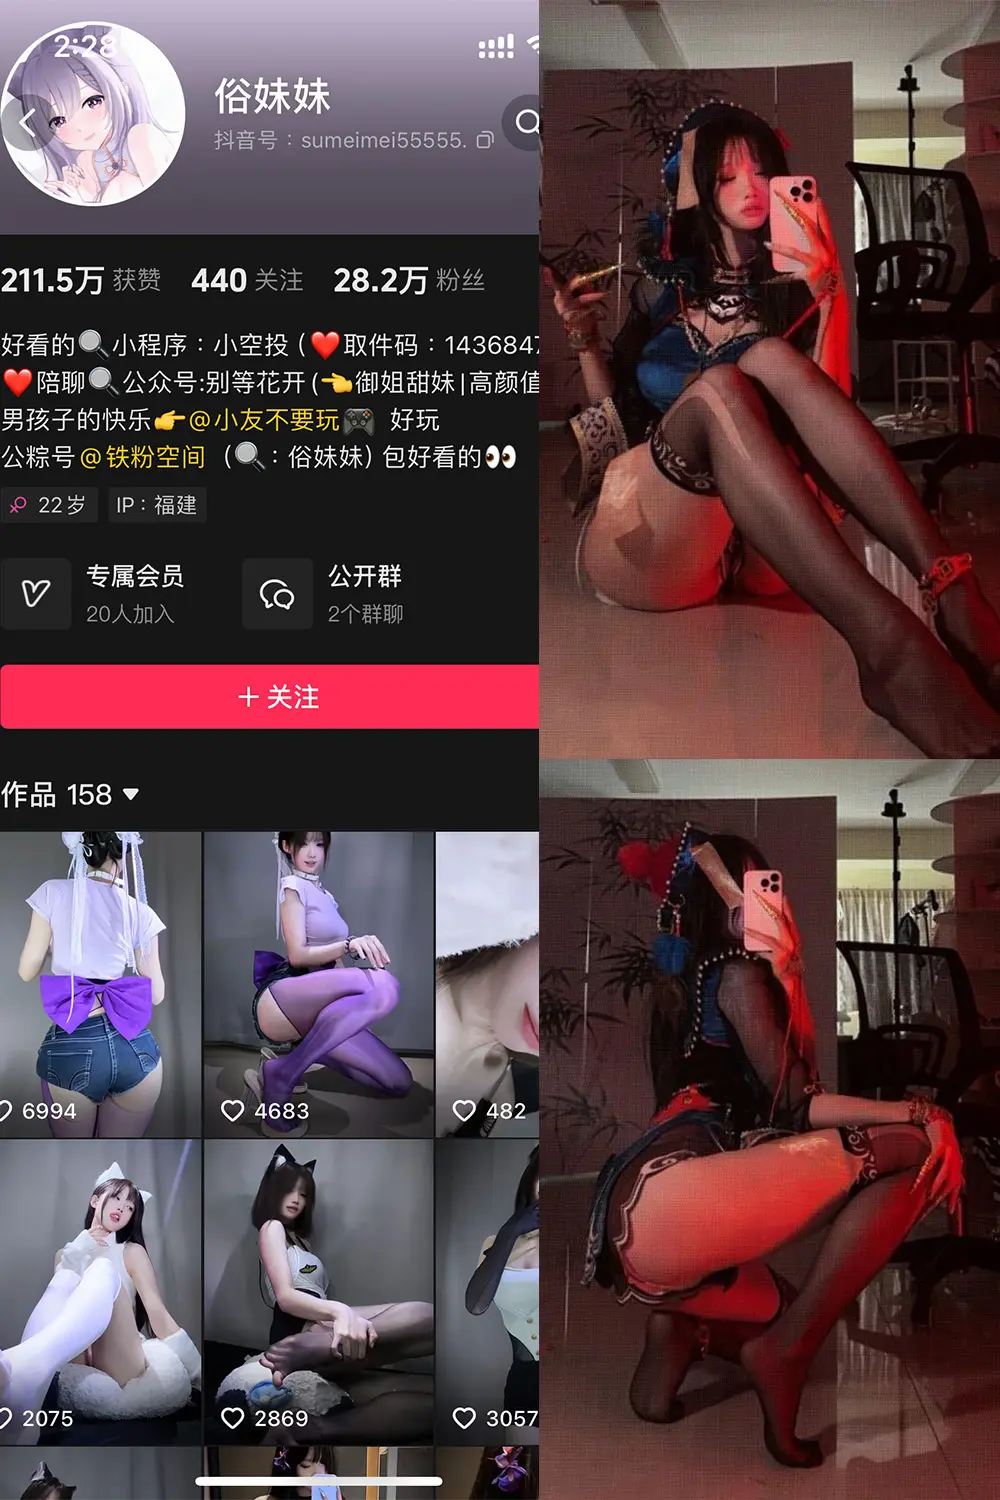 2:28
俗妹妹
抖音号：sumeimei55555.
211.5万 获赞 440 关注 28.2万 粉丝
好看的🔍小程序：小空投 (❤️取件码：1436847
❤️陪聊🔍公众号:别等花开 (👈御姐甜妹|高颜值
男孩子的快乐👉@小友不要玩🎮 好玩
公粽号 @铁粉空间 (🔍：俗妹妹) 包好看的👀
22岁 IP：福建
专属会员 公开群
20人加入 2个群聊
+ 关注
作品 158
6994 4683 482
2075 2869 3057